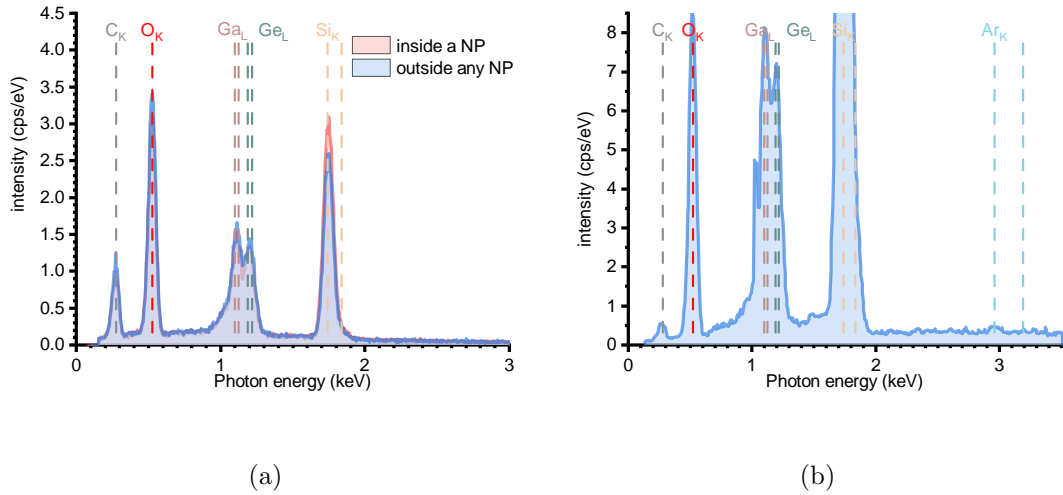 C_K O_K Ga_L Ge_L Si_K
inside a NP
outside any NP
4.5
4.0
3.5
3.0
2.5
2.0
1.5
1.0
0.5
0.0
intensity (cps/eV)
0 1 2 3
Photon energy (keV)
(a)
C_K O_K Ga_L Ge_L Si_K Ar_K
8
7
6
5
4
3
2
1
0
intensity (cps/eV)
0 1 2 3
Photon energy (keV)
(b)